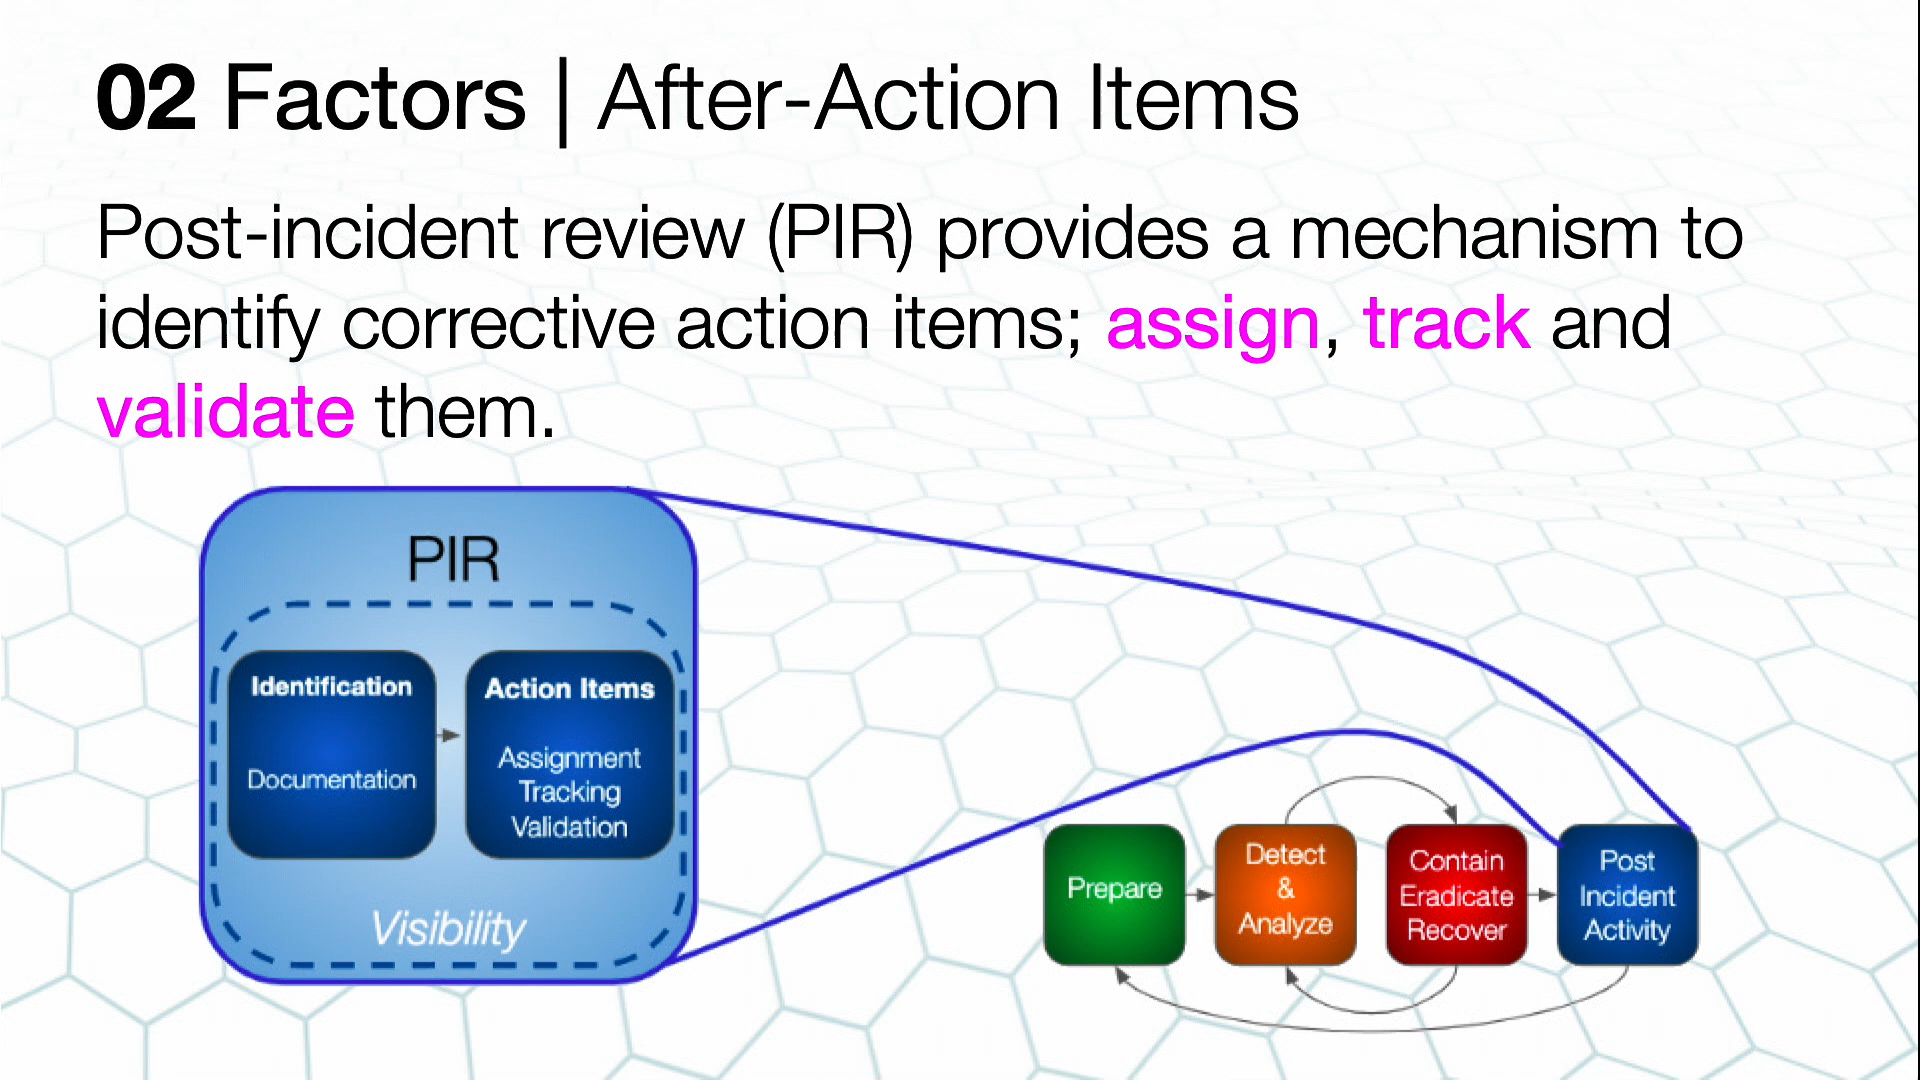 02 Factors | After-Action Items
Post-incident review (PIR) provides a mechanism to
identify corrective action items; assign, track and
validate them.
PIR
Identification
Documentation
Action Items
Assignment
Tracking
Validation
Visibility
Prepare
Detect
&
Analyze
Contain
Eradicate
Recover
Post
Incident
Activity